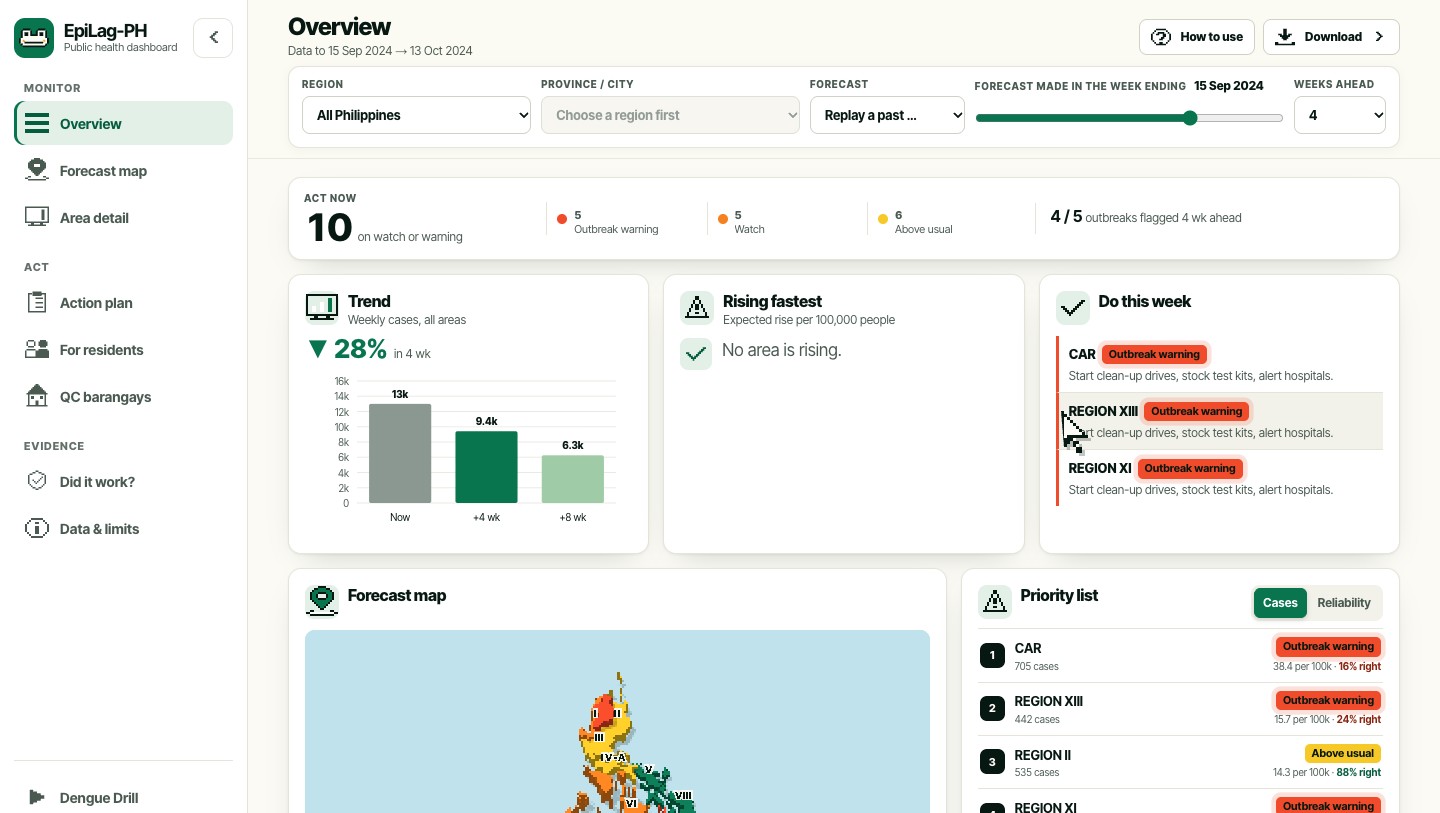 EpiLag-PH
Public health dashboard
MONITOR
Overview
Forecast map
Area detail
ACT
Action plan
For residents
QC barangays
EVIDENCE
Did it work?
Data & limits
Dengue Drill
Overview
Data to 15 Sep 2024 → 13 Oct 2024
How to use
Download
REGION
All Philippines
PROVINCE / CITY
Choose a region first
FORECAST
Replay a past ...
FORECAST MADE IN THE WEEK ENDING 15 Sep 2024
WEEKS AHEAD
4
ACT NOW
10 on watch or warning
5
Outbreak warning
5
Watch
6
Above usual
4 / 5 outbreaks flagged 4 wk ahead
Trend
Weekly cases, all areas
▼ 28% in 4 wk
16k
14k
12k
10k
8k
6k
4k
2k
0
13k
9.4k
6.3k
Now
+4 wk
+8 wk
Rising fastest
Expected rise per 100,000 people
No area is rising.
Do this week
CAR Outbreak warning
Start clean-up drives, stock test kits, alert hospitals.
REGION XIII Outbreak warning
clean-up drives, stock test kits, alert hospitals.
REGION XI Outbreak warning
Start clean-up drives, stock test kits, alert hospitals.
Forecast map
I
II
III
IV-A
V
VI
VIII
Priority list
Cases
Reliability
1
CAR
705 cases
Outbreak warning
38.4 per 100k · 16% right
2
REGION XIII
442 cases
Outbreak warning
15.7 per 100k · 24% right
3
REGION II
535 cases
Above usual
14.3 per 100k · 88% right
REGION XI
Outbreak warning